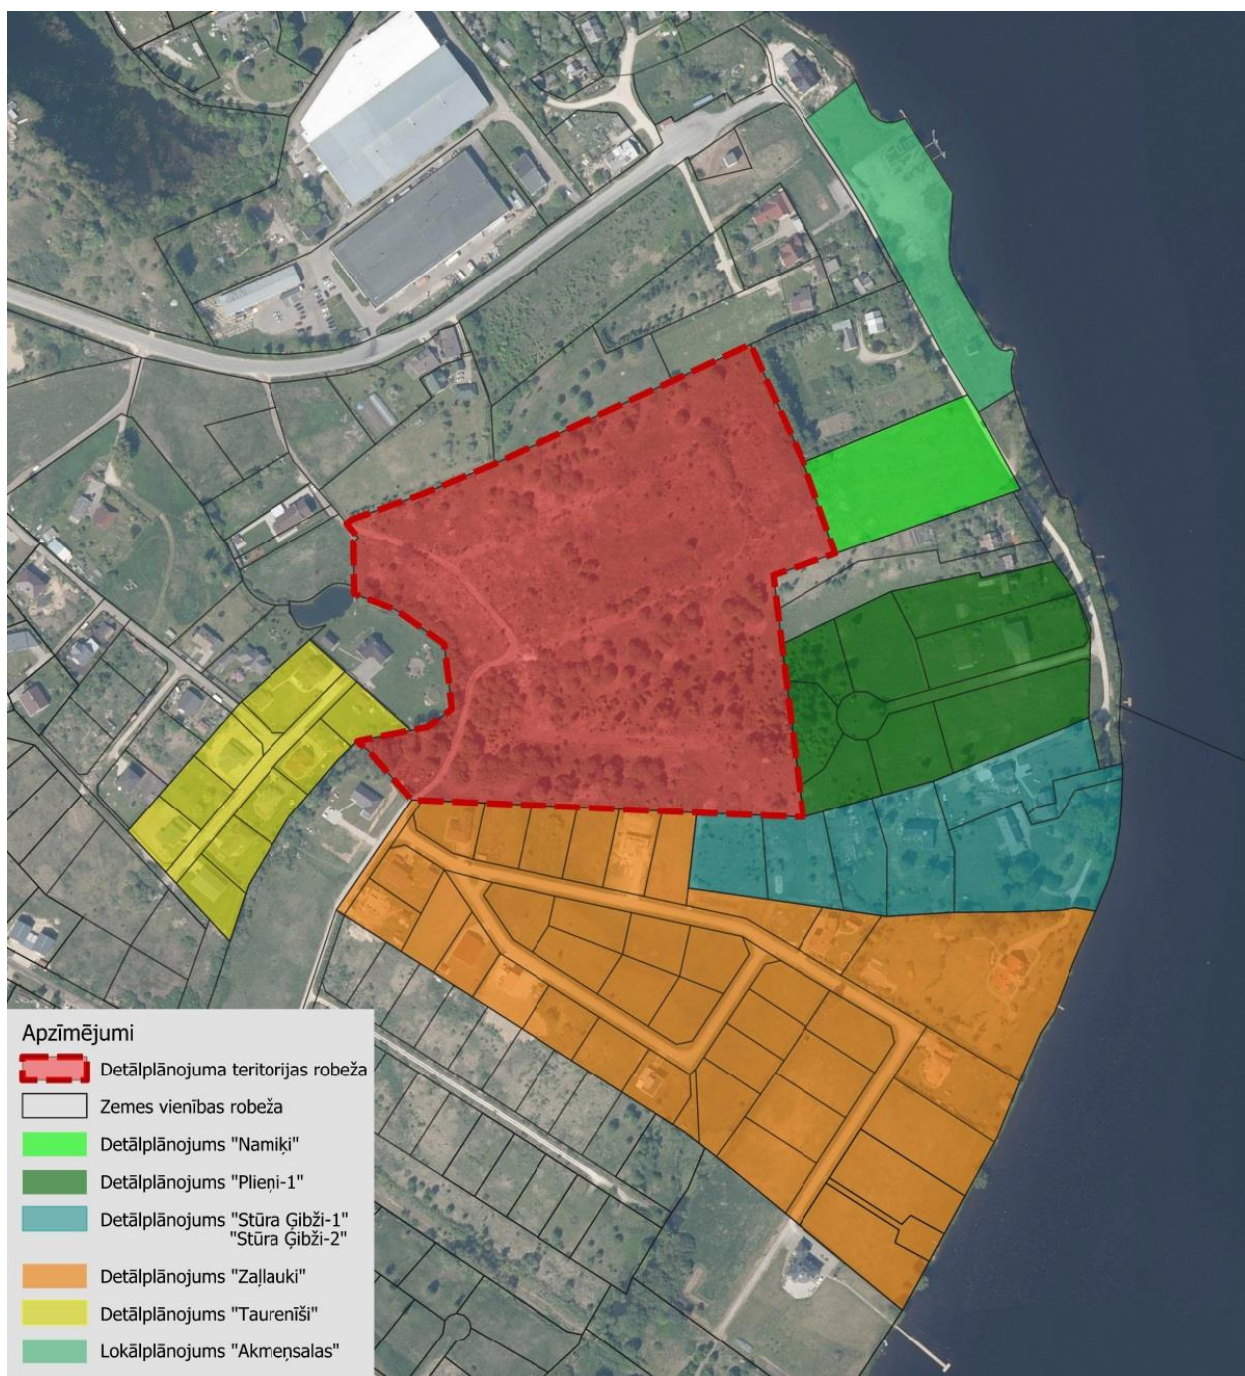 Apzīmējumi
Detālplānojuma teritorijas robeža
Zemes vienības robeža
Detālplānojums "Namiķi"
Detālplānojums "Plieņi-1"
Detālplānojums "Stūra Ģibži-1"
"Stūra Ģibži-2"
Detālplānojums "Zaļlauki"
Detālplānojums "Taurenīši"
Lokālplānojums "Akmeņsalas"